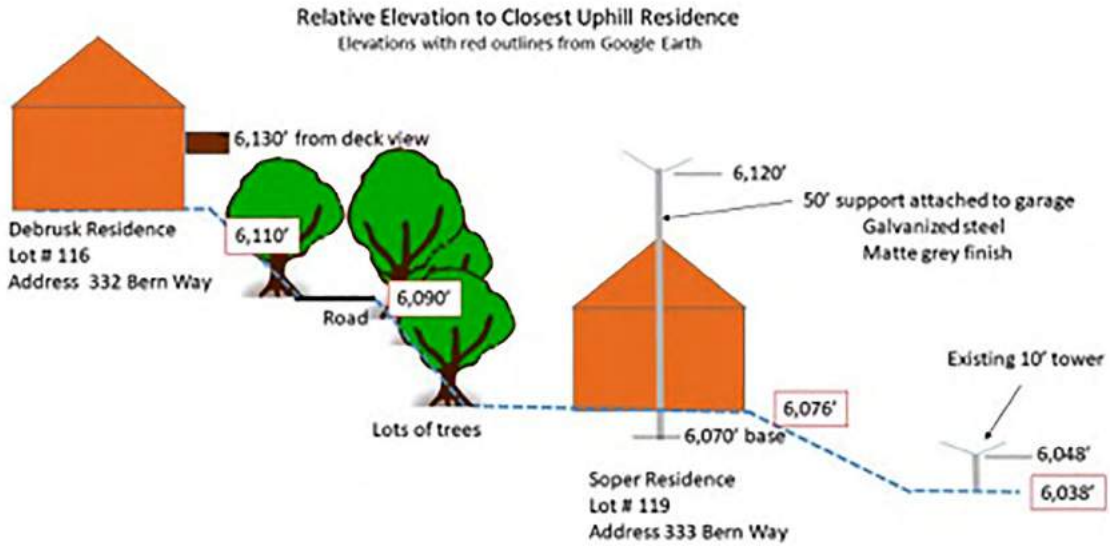 Relative Elevation to Closest Uphill Residence
Elevations with red outlines from Google Earth
6,130' from deck view
6,120'
50' support attached to garage
Galvanized steel
Matte grey finish
Debrusk Residence
Lot # 116
Address 332 Bern Way
6,110'
6,090'
Road
Existing 10' tower
Lots of trees
6,076'
6,070' base
6,048'
6,038'
Soper Residence
Lot # 119
Address 333 Bern Way